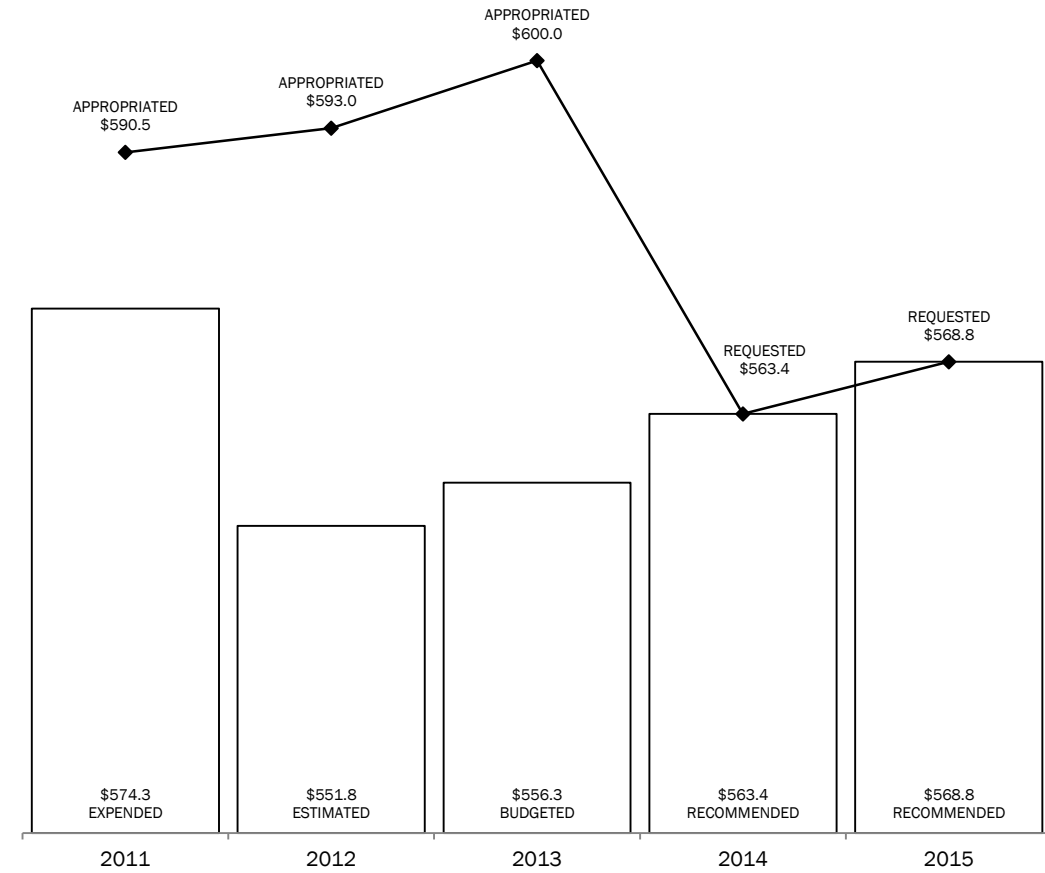 APPROPRIATED
$600.0
APPROPRIATED
$593.0
APPROPRIATED
$590.5
REQUESTED
$568.8
REQUESTED
$563.4
$574.3
EXPENDED
$551.8
ESTIMATED
$556.3
BUDGETED
$563.4
RECOMMENDED
$568.8
RECOMMENDED
2011
2012
2013
2014
2015